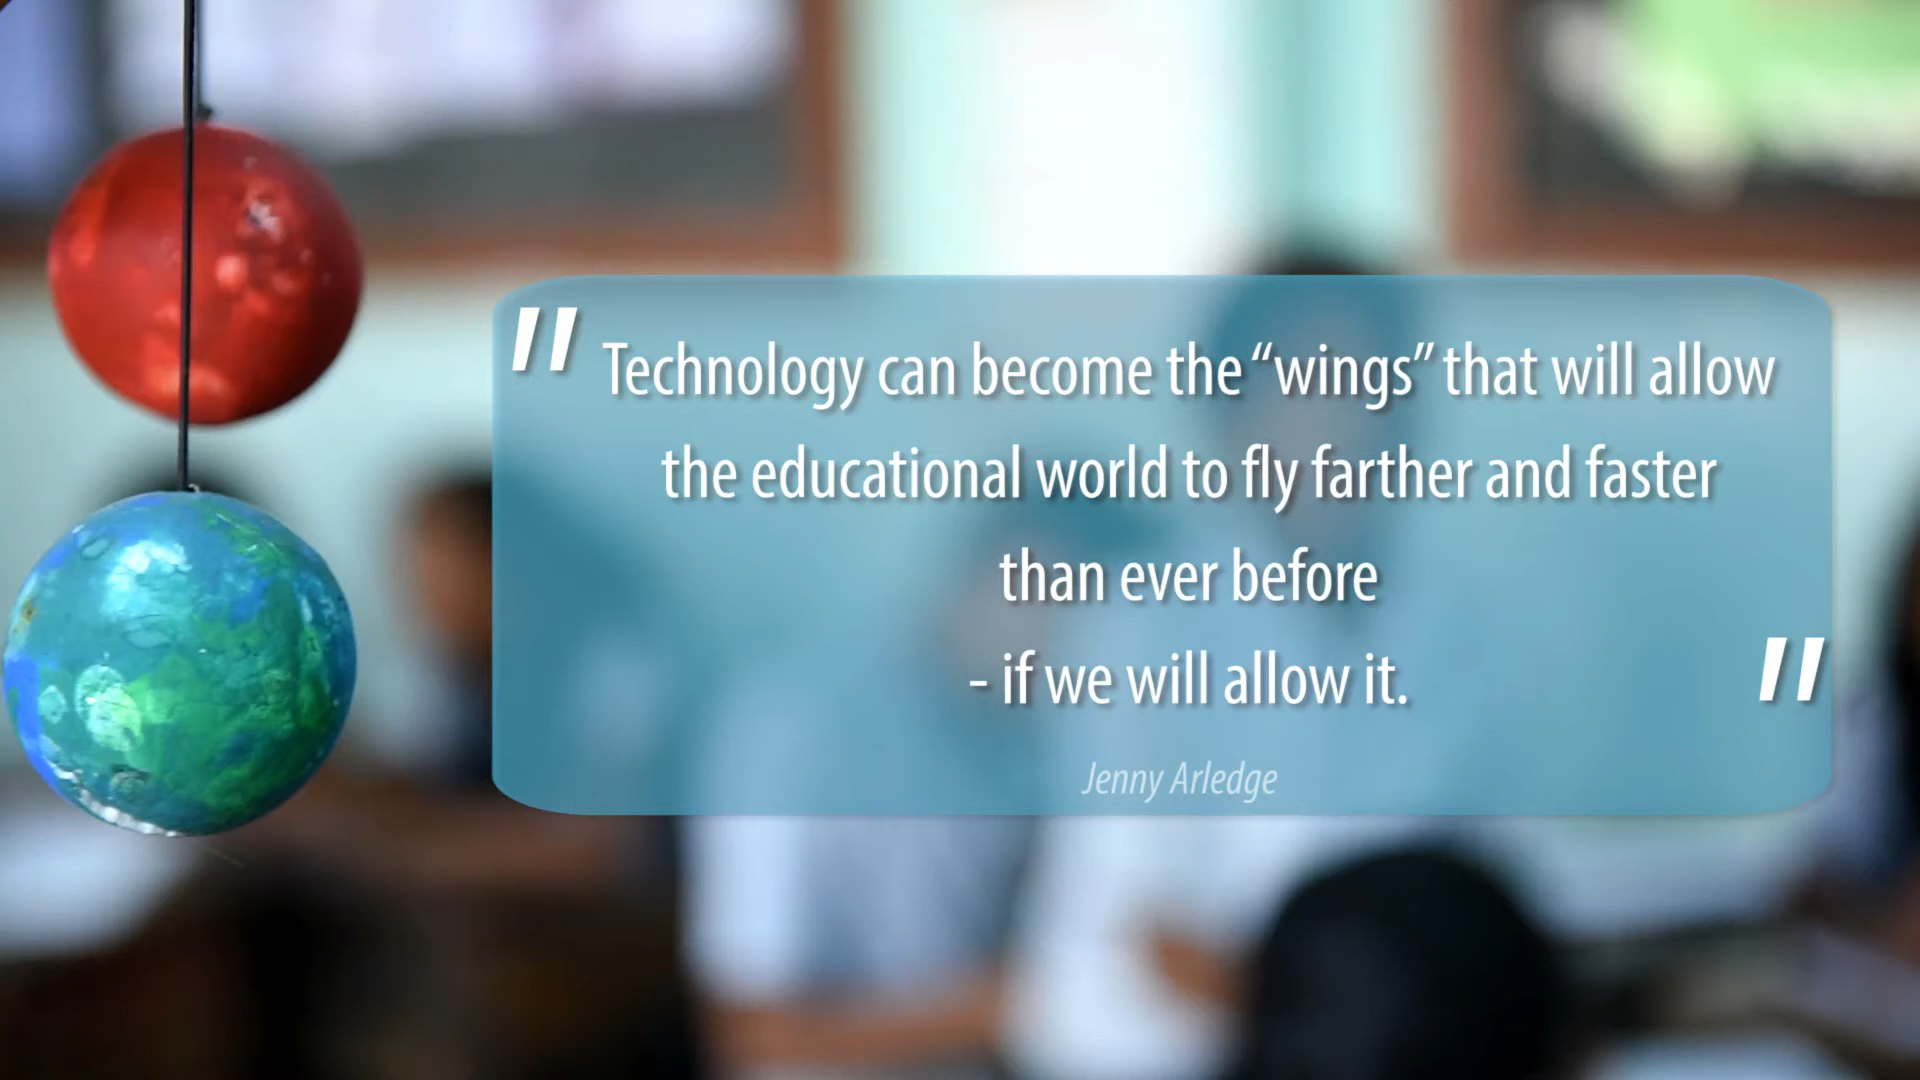 " Technology can become the “wings” that will allow
the educational world to fly farther and faster
than ever before
- if we will allow it. "
Jenny Arledge